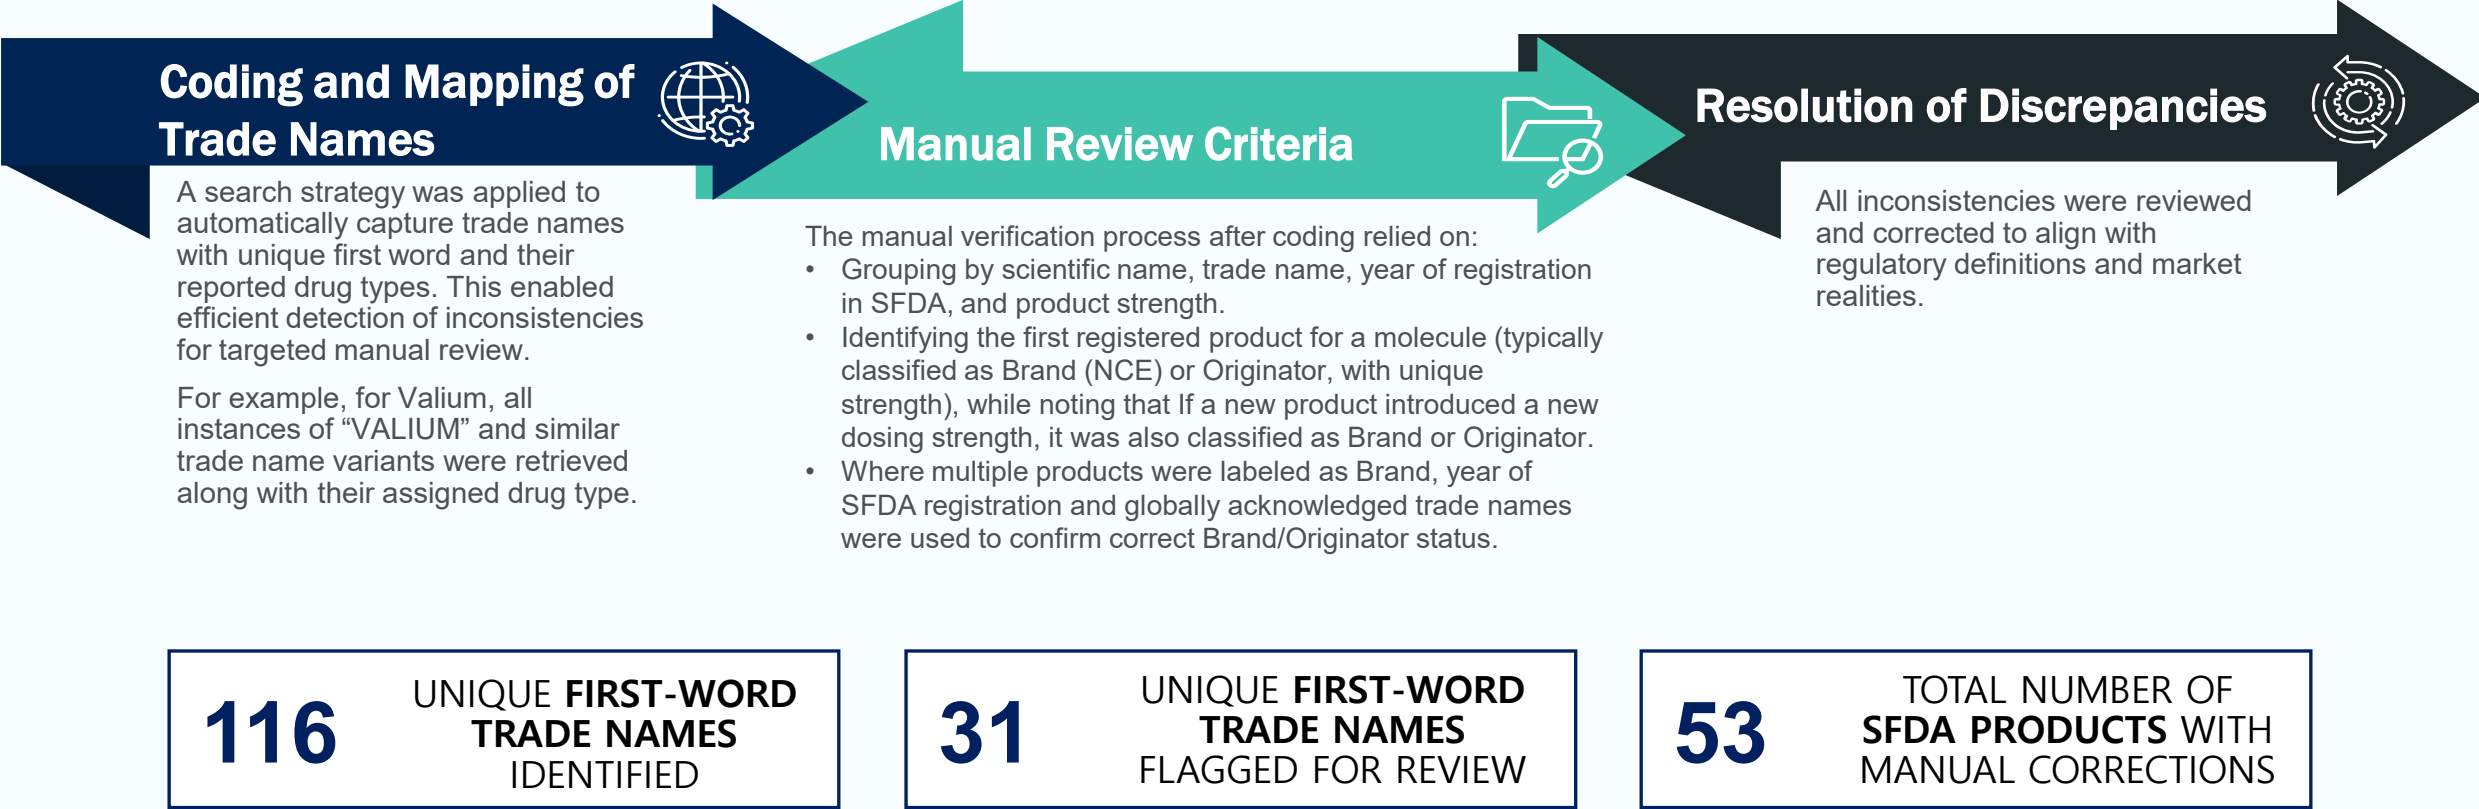 Coding and Mapping of
Trade Names
A search strategy was applied to
automatically capture trade names
with unique first word and their
reported drug types. This enabled
efficient detection of inconsistencies
for targeted manual review.
For example, for Valium, all
instances of “VALIUM” and similar
trade name variants were retrieved
along with their assigned drug type.
Manual Review Criteria
The manual verification process after coding relied on:
• Grouping by scientific name, trade name, year of registration
in SFDA, and product strength.
• Identifying the first registered product for a molecule (typically
classified as Brand (NCE) or Originator, with unique
strength), while noting that If a new product introduced a new
dosing strength, it was also classified as Brand or Originator.
• Where multiple products were labeled as Brand, year of
SFDA registration and globally acknowledged trade names
were used to confirm correct Brand/Originator status.
Resolution of Discrepancies
All inconsistencies were reviewed
and corrected to align with
regulatory definitions and market
realities.
116
UNIQUE FIRST-WORD
TRADE NAMES
IDENTIFIED
31
UNIQUE FIRST-WORD
TRADE NAMES
FLAGGED FOR REVIEW
53
TOTAL NUMBER OF
SFDA PRODUCTS WITH
MANUAL CORRECTIONS